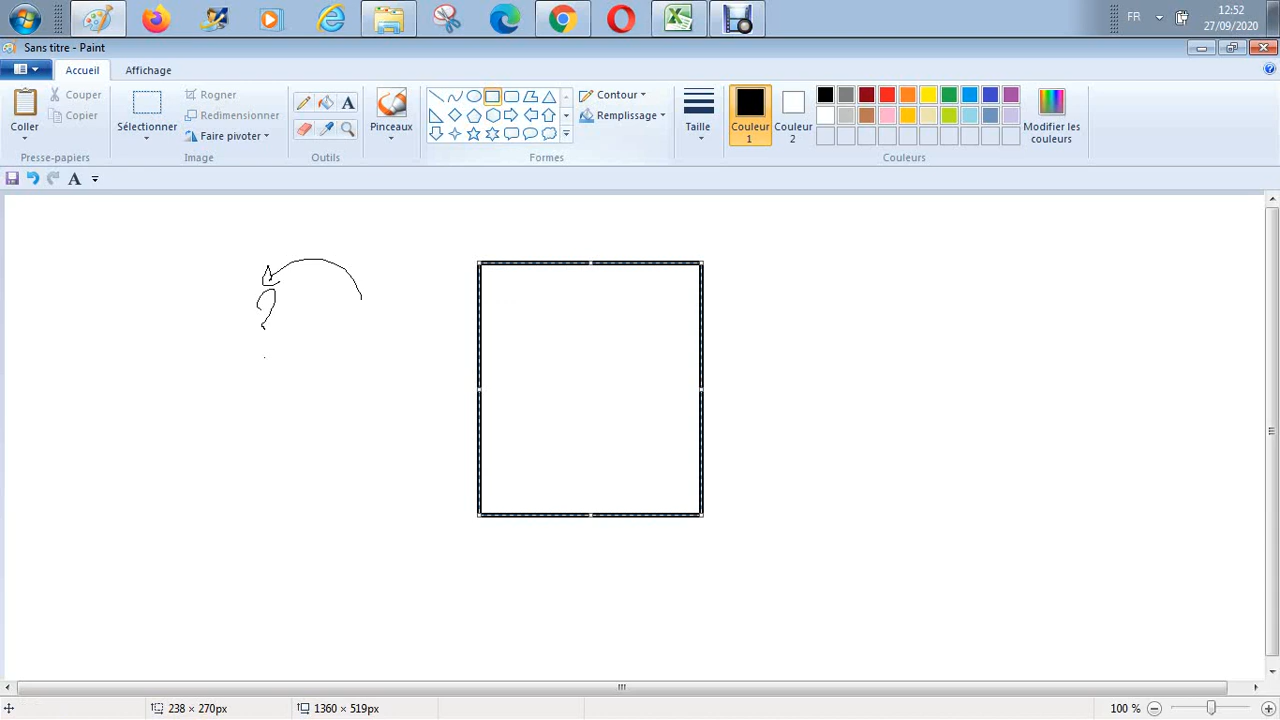 FR
12:52
27/09/2020
Sans titre - Paint
Accueil
Affichage
Coller
Couper
Copier
Presse-papiers
Sélectionner
Rogner
Redimensionner
Faire pivoter
Image
A
Outils
Pinceaux
Formes
Contour
Remplissage
Taille
Couleur
1
Couleur
2
Modifier les
couleurs
Couleurs
A
238 × 270px
1360 × 519px
100 %